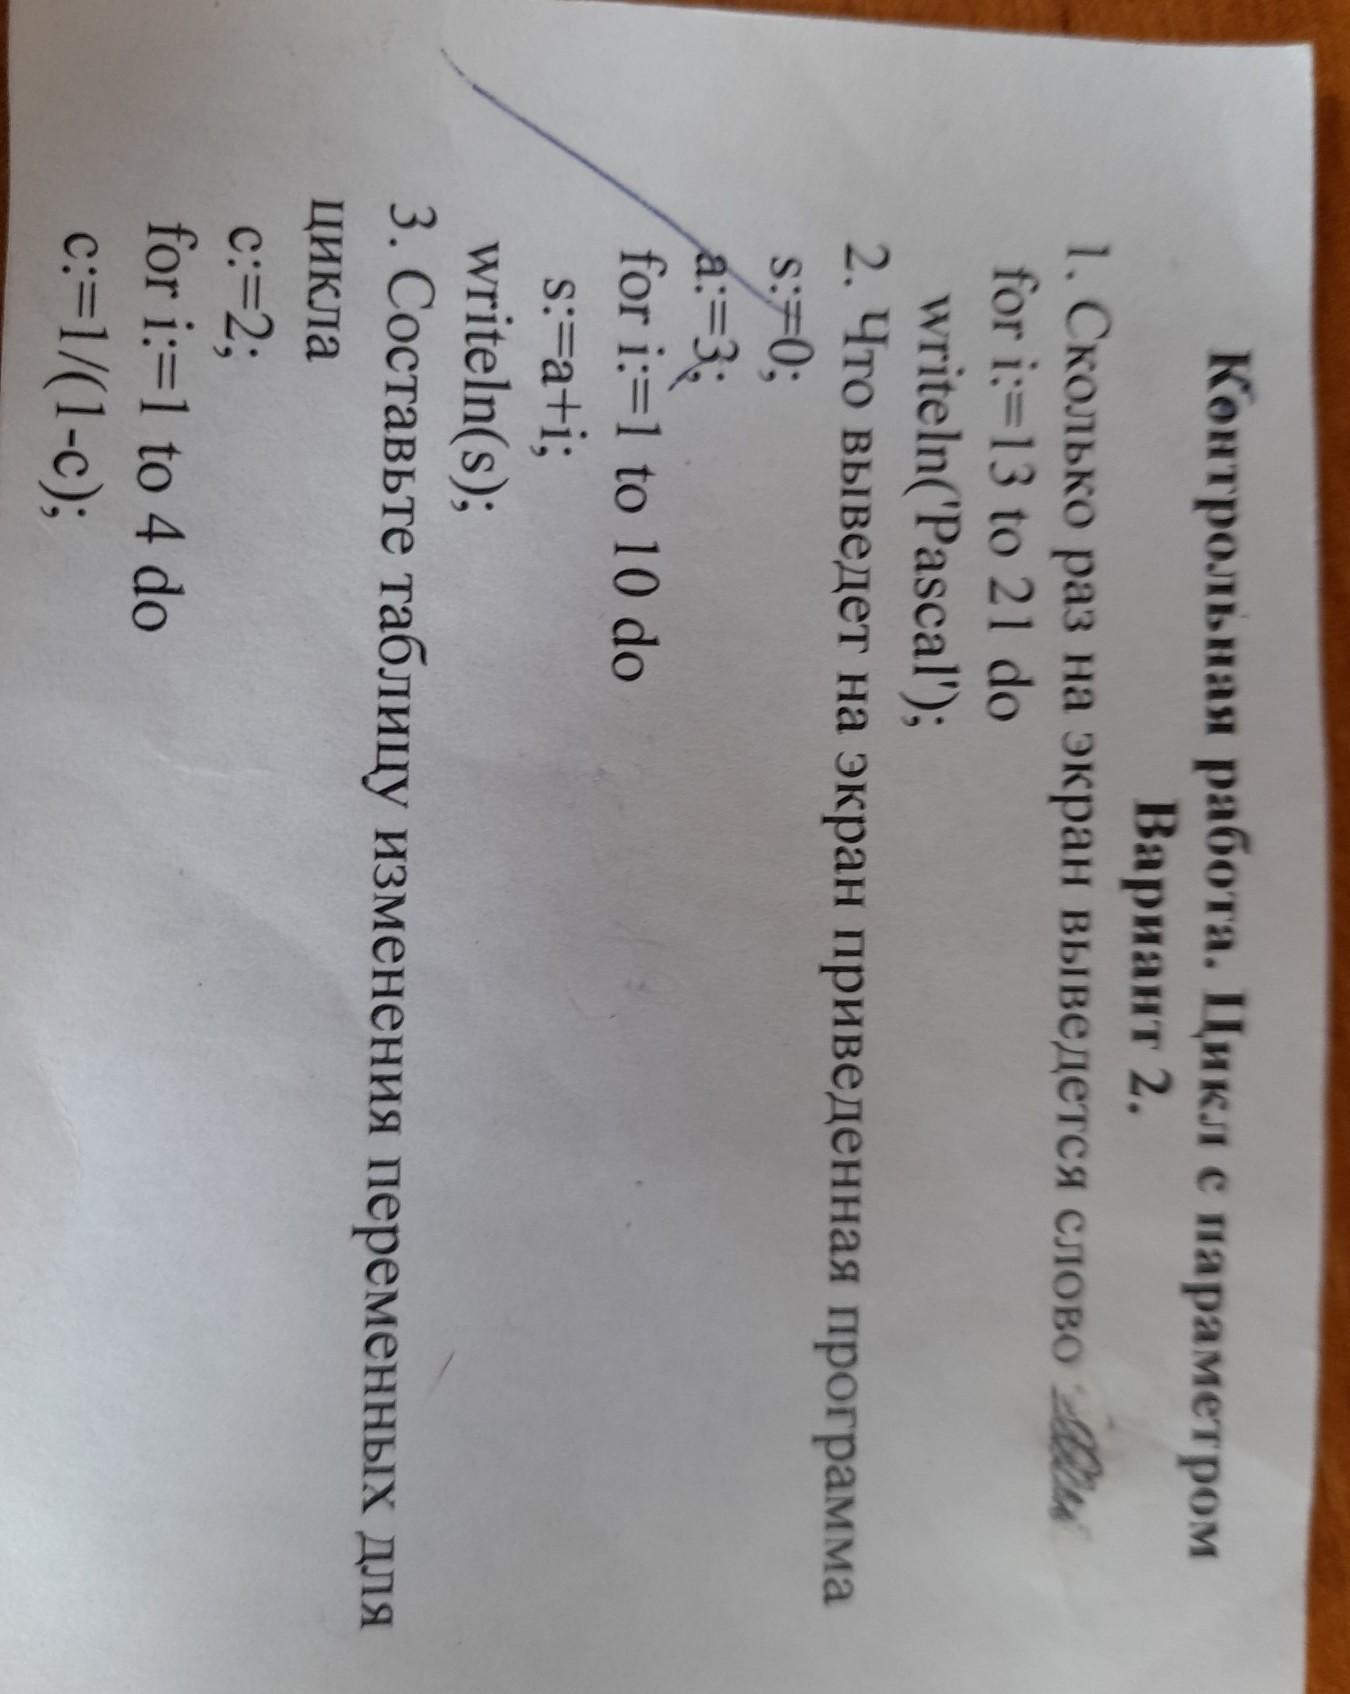 Контрольная работа. Цикл с параметром
Вариант 2.
1. Сколько раз на экран выведется слово
for i:=13 to 21 do
writeln('Pascal');
2. Что выведет на экран приведенная программа
s:=0;
a:=3;
for i:=1 to 10 do
s:=a+i;
writeln(s);
3. Составьте таблицу изменения переменных для
цикла
c:=2;
for i:=1 to 4 do
c:=1/(1-c);